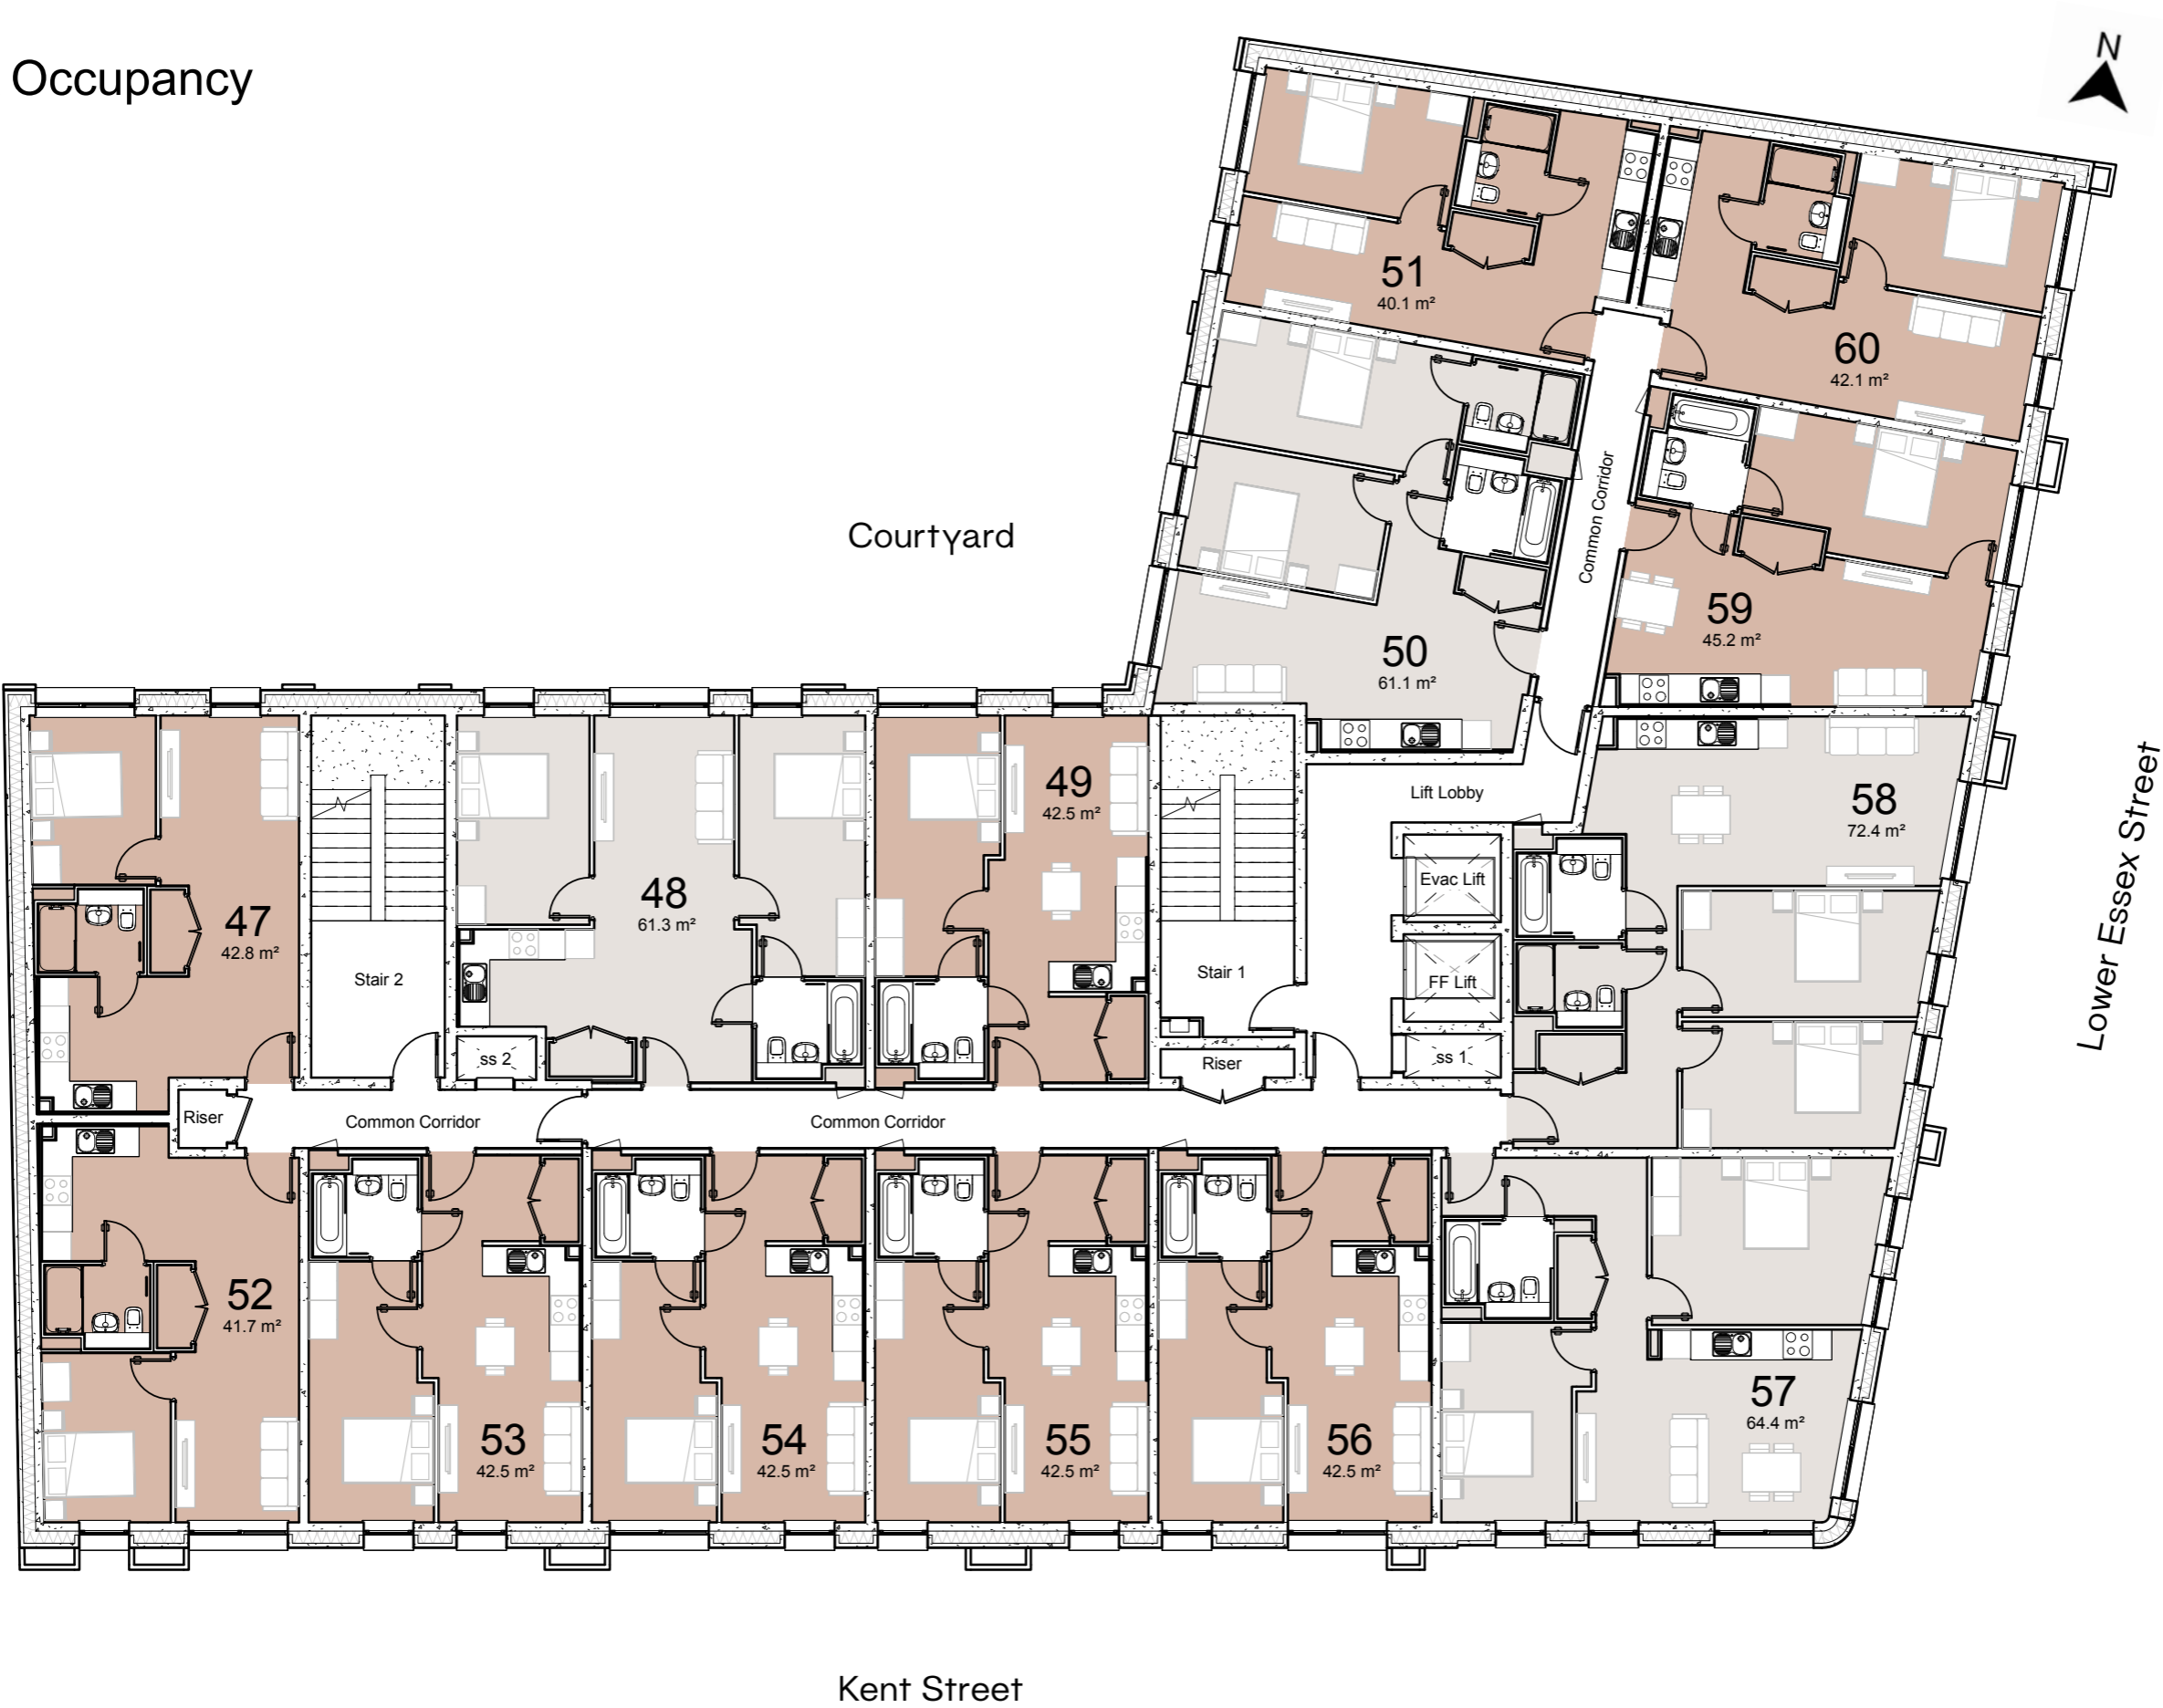 Occupancy
N
51
40.1 m²
60
42.1 m²
Common Corridor
Courtyard
59
45.2 m²
50
61.1 m²
Lower Essex Street
49
42.5 m²
Lift Lobby
58
72.4 m²
48
61.3 m²
Evac Lift
47
42.8 m²
Stair 2
Stair 1
FF Lift
ss 2
Riser
ss 1
Riser
Common Corridor
Common Corridor
52
41.7 m²
57
64.4 m²
53
42.5 m²
54
42.5 m²
55
42.5 m²
56
42.5 m²
Kent Street